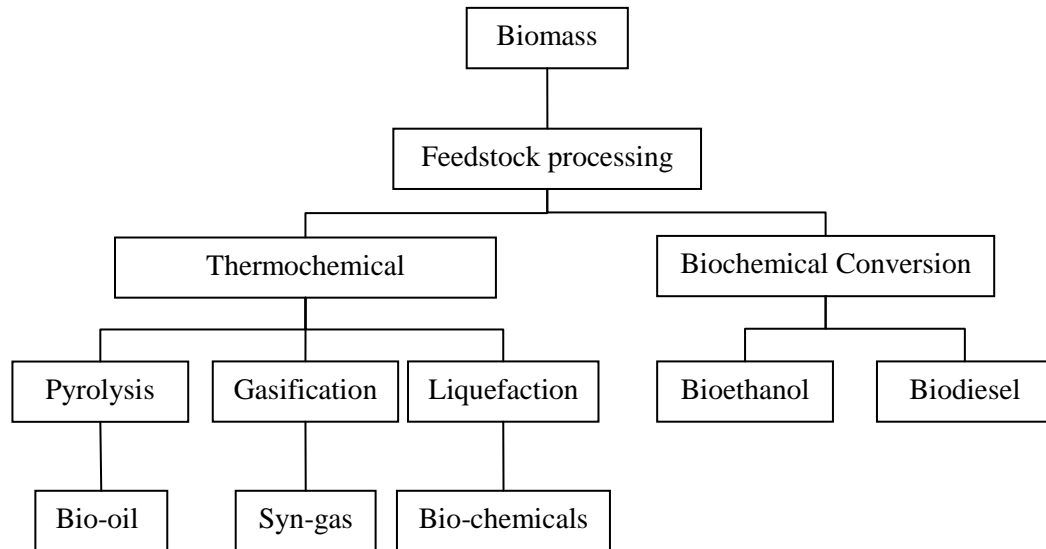 Biomass
Feedstock processing
Thermochemical
Biochemical Conversion
Pyrolysis
Gasification
Liquefaction
Bioethanol
Biodiesel
Bio-oil
Syn-gas
Bio-chemicals